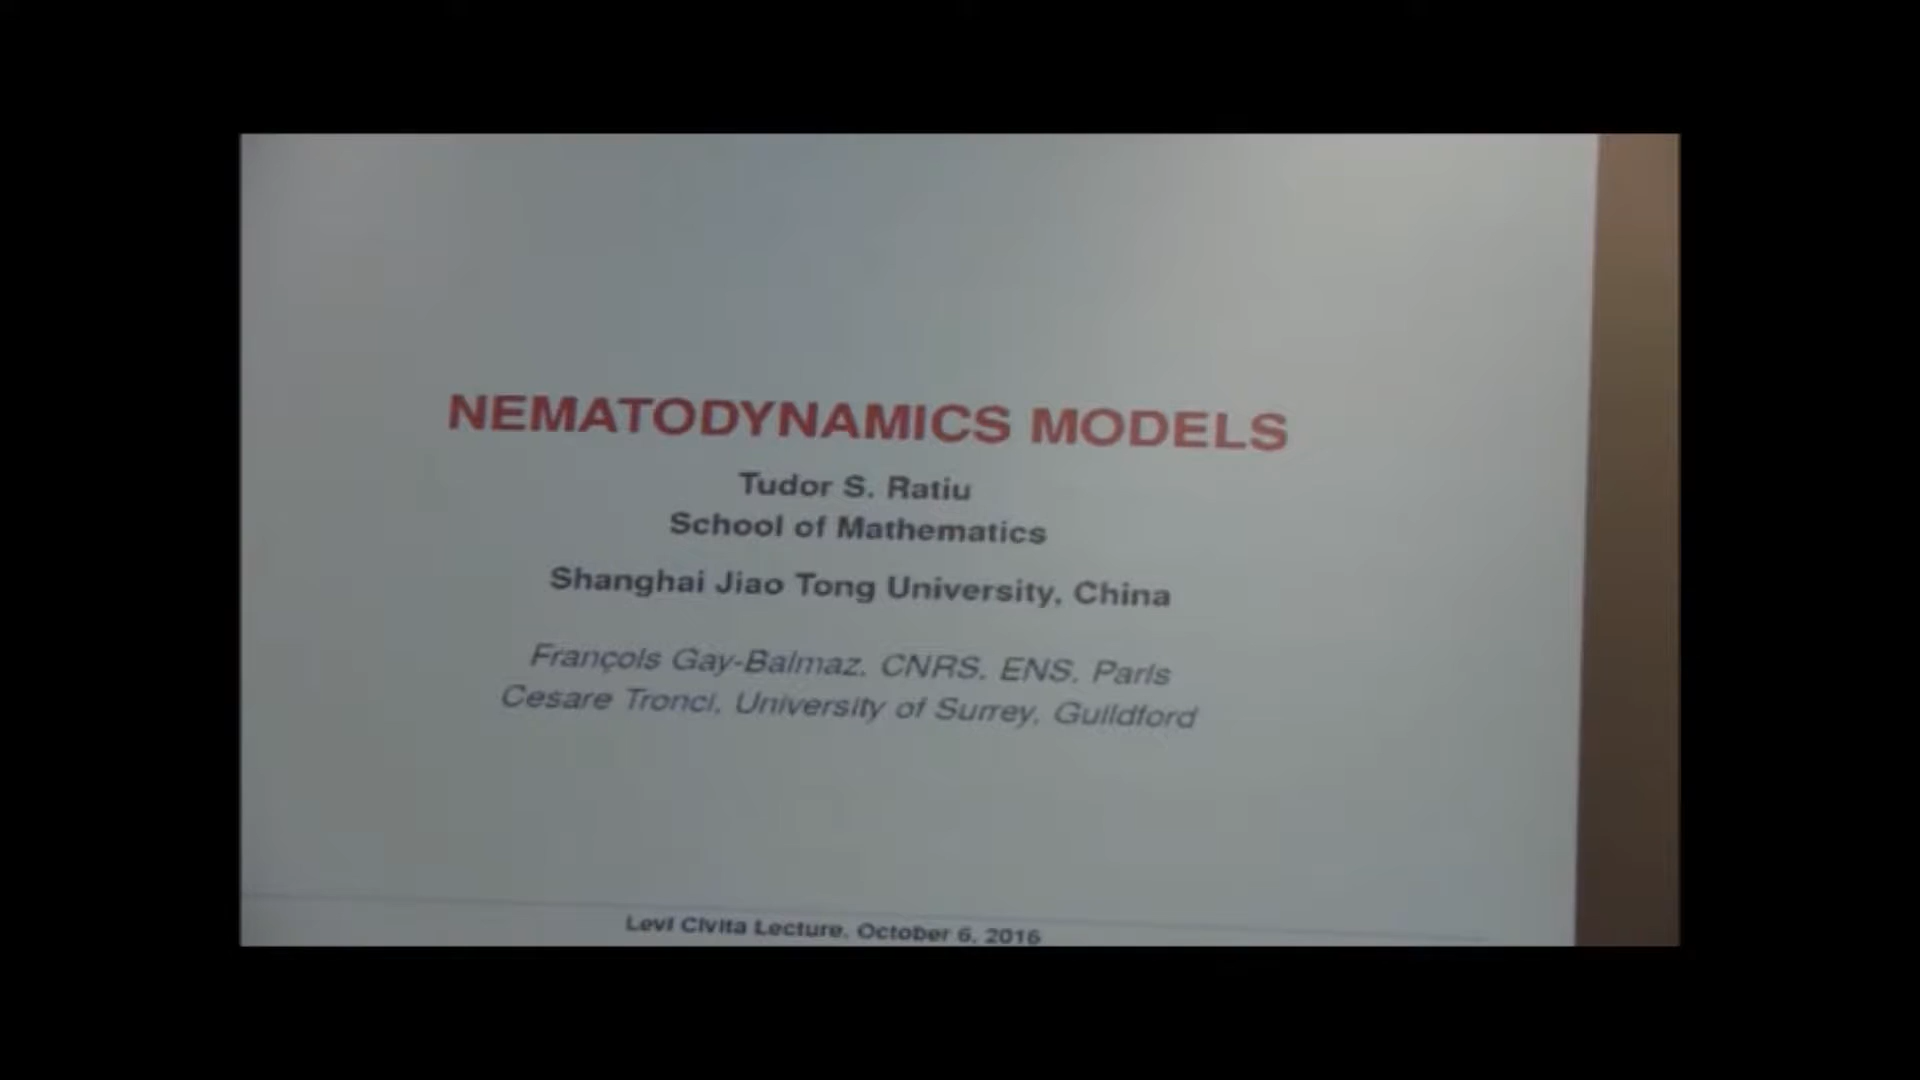 NEMATODYNAMICS MODELS
Tudor S. Ratiu
School of Mathematics
Shanghai Jiao Tong University, China
François Gay-Balmaz, CNRS, ENS, Paris
Cesare Tronci, University of Surrey, Guildford
Levi Civita Lecture, October 6, 2016